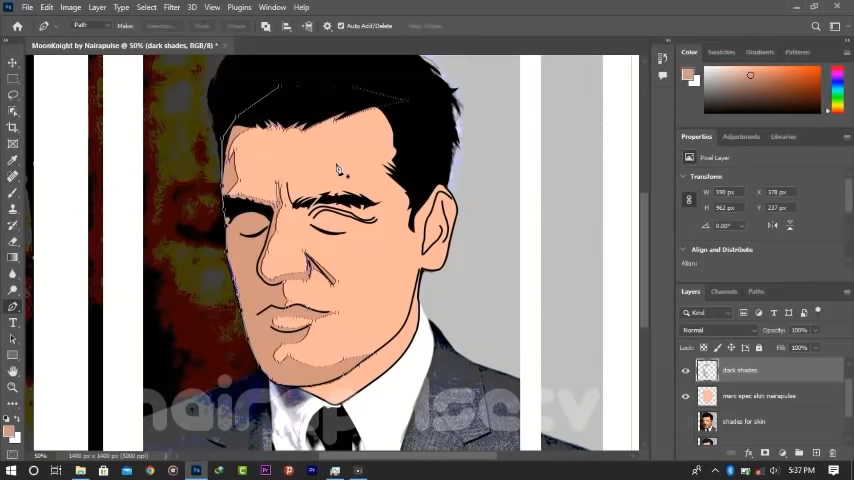 File Edit Image Layer Type Select Filter 3D View Plugins Window Help
Path Make: Auto Add/Delete
MoonKnight by Nairapulse @ 50% (dark shades, RGB/8) *
Color Swatches Gradients Patterns
Properties Adjustments Libraries
Pixel Layer
Transform
W: 590 px X: 378 px
H: 962 px Y: 237 px
0.00°
Align and Distribute
Align:
Layers Channels Paths
Kind
Normal Opacity: 100%
Lock: Fill: 100%
dark shades
marc spec skin nairapulse
shades for skin
nairapulsetv
50% 1400 px x 1400 px (5000 ppi)
5:37 PM